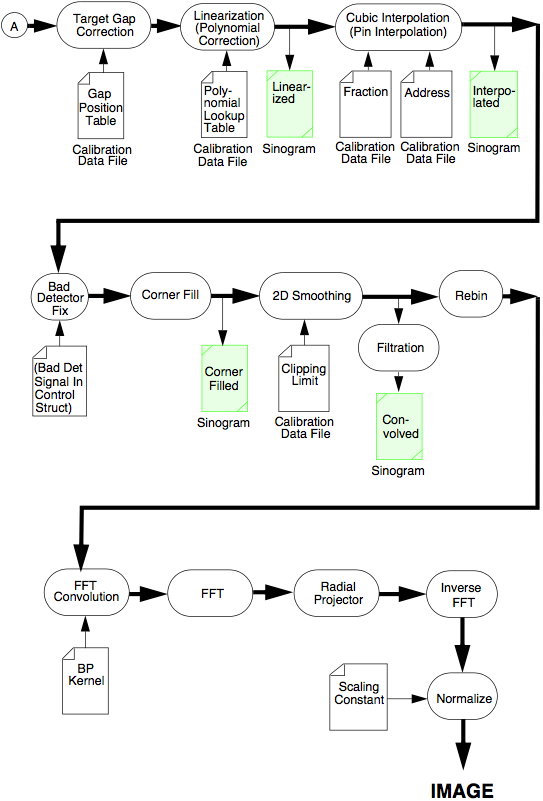 A
Target Gap
Correction
Linearization
(Polynomial
Correction)
Cubic Interpolation
(Pin Interpolation)
Gap
Position
Table
Calibration
Data File
Poly-
nomial
Lookup
Table
Calibration
Data File
Linear-
ized
Sinogram
Fraction
Calibration
Data File
Address
Calibration
Data File
Interpo-
lated
Sinogram
Bad
Detector
Fix
Corner Fill
2D Smoothing
Rebin
Filtration
(Bad Det
Signal In
Control
Struct)
Corner
Filled
Sinogram
Clipping
Limit
Calibration
Data File
Con-
volved
Sinogram
FFT
Convolution
FFT
Radial
Projector
Inverse
FFT
BP
Kernel
Scaling
Constant
Normalize
IMAGE